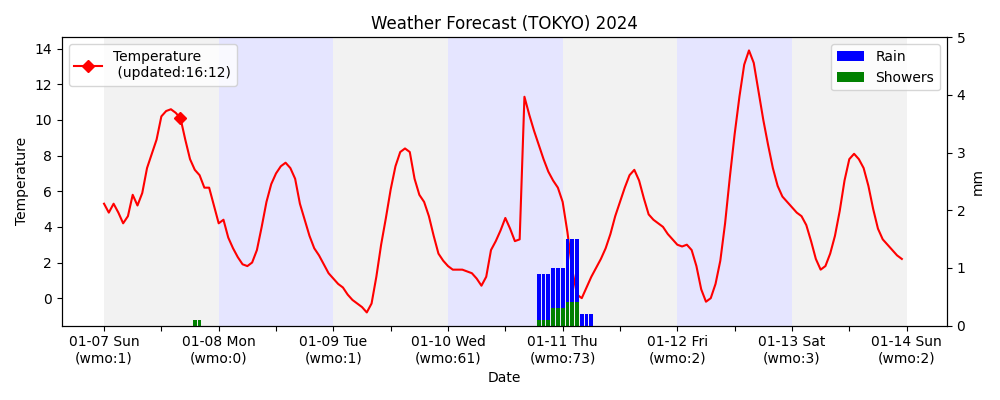 Weather Forecast (TOKYO) 2024
Temperature
(updated:16:12)
Rain
Showers
14
12
10
8
6
4
2
0
Temperature
5
4
3
2
1
0
mm
01-07 Sun
(wmo:1)
01-08 Mon
(wmo:0)
01-09 Tue
(wmo:1)
01-10 Wed
(wmo:61)
01-11 Thu
(wmo:73)
01-12 Fri
(wmo:2)
01-13 Sat
(wmo:3)
01-14 Sun
(wmo:2)
Date